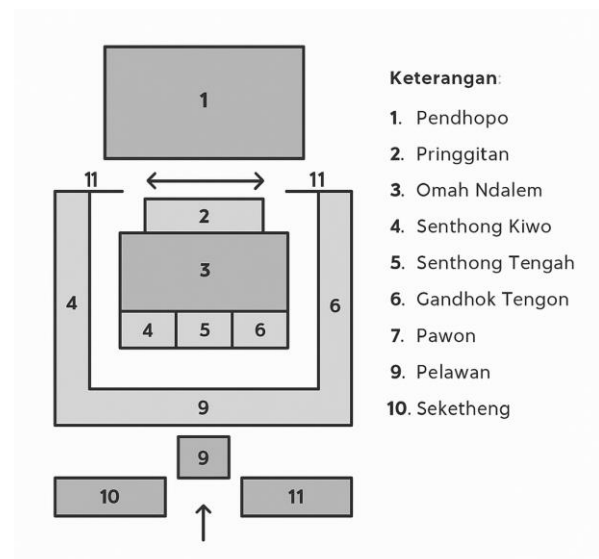 1
11
11
2
3
4
6
4
5
6
9
9
10
11
Keterangan:
1. Pendhopo
2. Pringgitan
3. Omah Ndalem
4. Senthong Kiwo
5. Senthong Tengah
6. Gandhok Tengon
7. Pawon
9. Pelawan
10. Seketheng